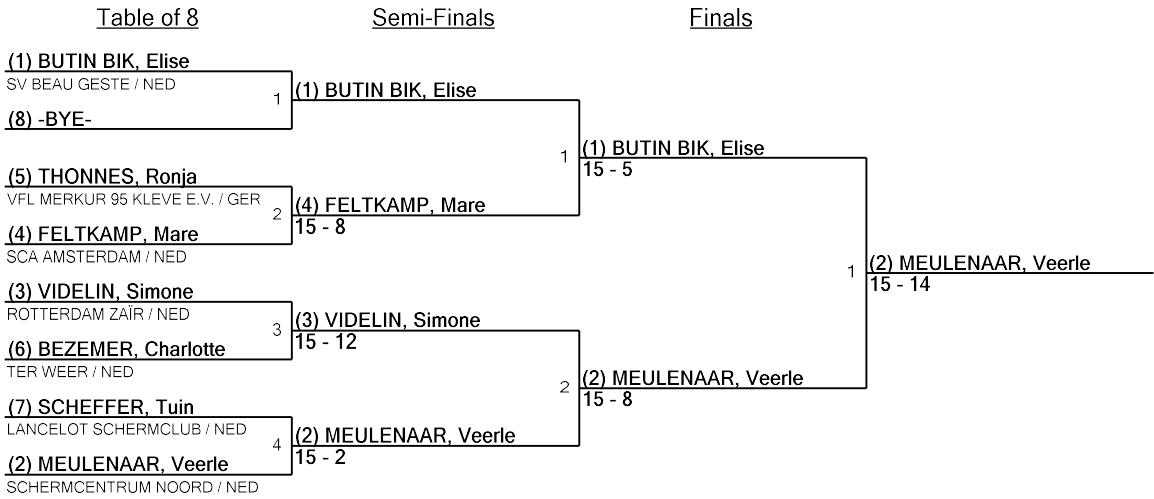 Table of 8
Semi-Finals
Finals
(1) BUTIN BIK, Elise
SV BEAU GESTE / NED
1
(8) -BYE-
(5) THONNES, Ronja
VFL MERKUR 95 KLEVE E.V. / GER
2
(4) FELTKAMP, Mare
SCA AMSTERDAM / NED
(3) VIDELIN, Simone
ROTTERDAM ZAÏR / NED
3
(6) BEZEMER, Charlotte
TER WEER / NED
(7) SCHEFFER, Tuin
LANCELOT SCHERMCLUB / NED
4
(2) MEULENAAR, Veerle
SCHERMCENTRUM NOORD / NED
(1) BUTIN BIK, Elise
1
(4) FELTKAMP, Mare
15 - 8
(3) VIDELIN, Simone
15 - 12
2
(2) MEULENAAR, Veerle
15 - 2
(1) BUTIN BIK, Elise
15 - 5
1
(2) MEULENAAR, Veerle
15 - 8
(2) MEULENAAR, Veerle
15 - 14